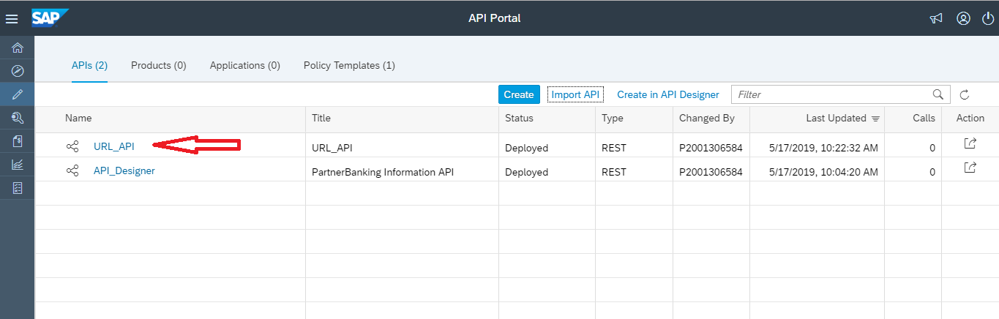 SAP API Portal
APIs (2) Products (0) Applications (0) Policy Templates (1)
Create Import API Create in API Designer Filter
Name Title Status Type Changed By Last Updated Calls Action
URL_API URL_API Deployed REST P2001306584 5/17/2019, 10:22:32 AM 0
API_Designer PartnerBanking Information API Deployed REST P2001306584 5/17/2019, 10:04:20 AM 0